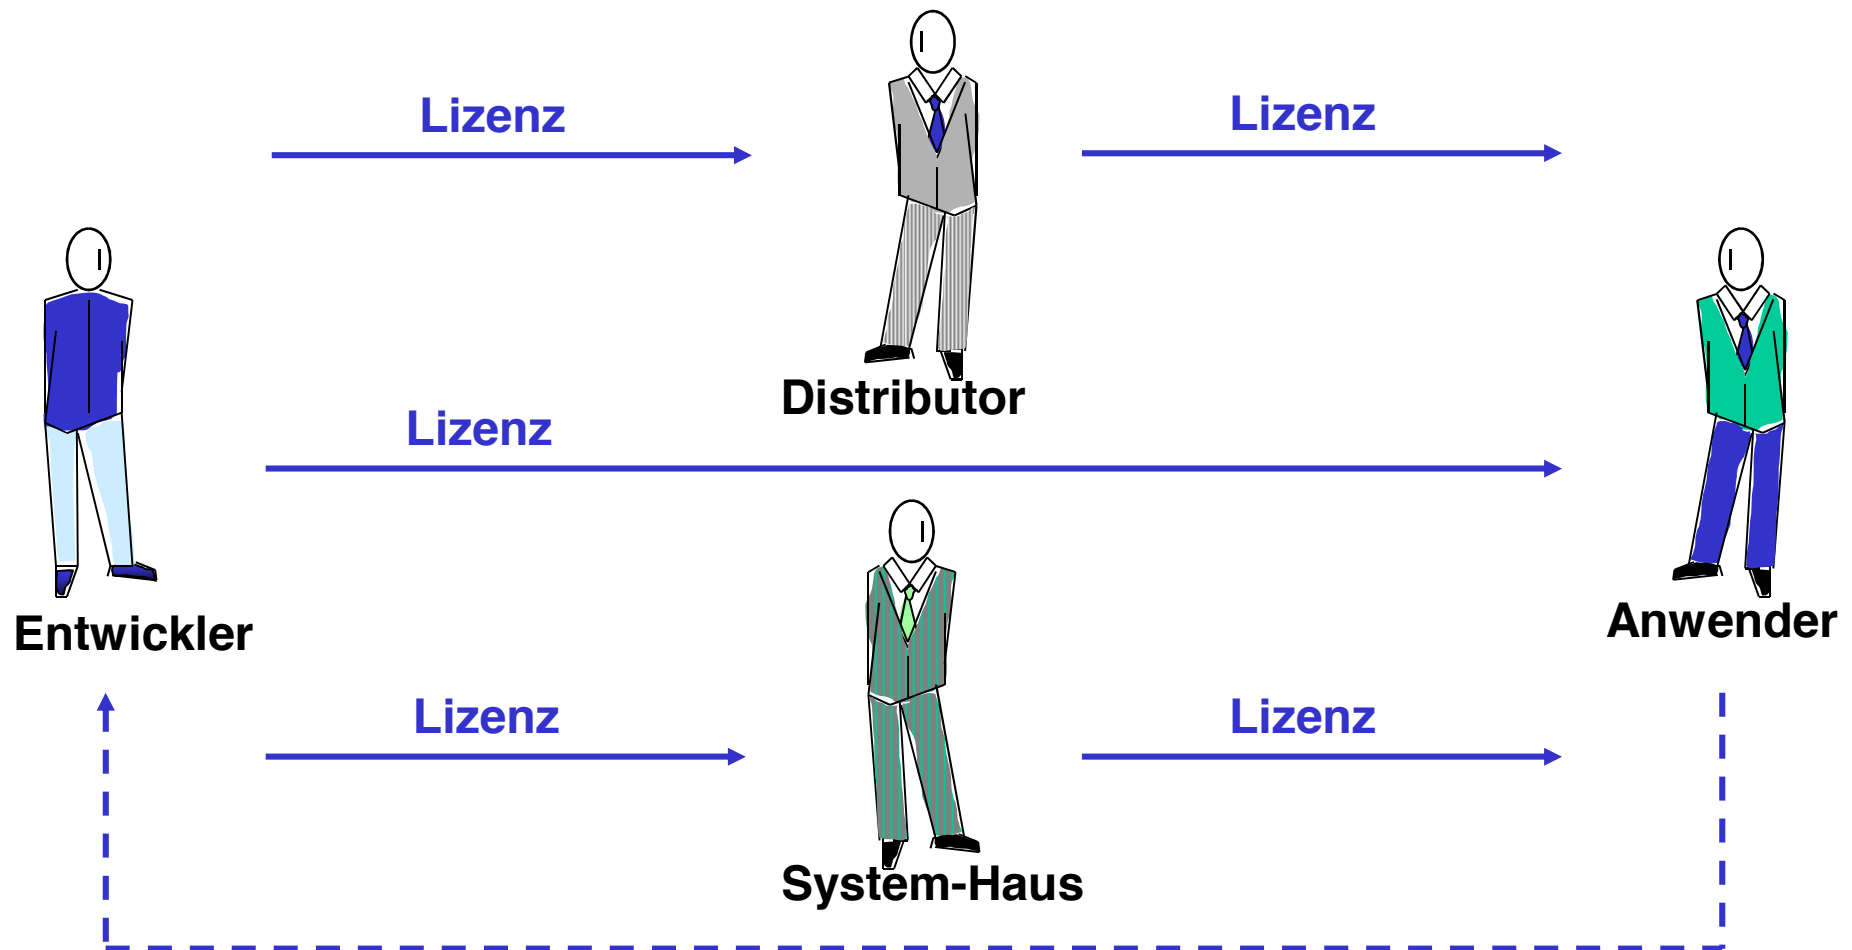 Lizenz
Lizenz
Distributor
Lizenz
Entwickler
Anwender
Lizenz
Lizenz
System-Haus